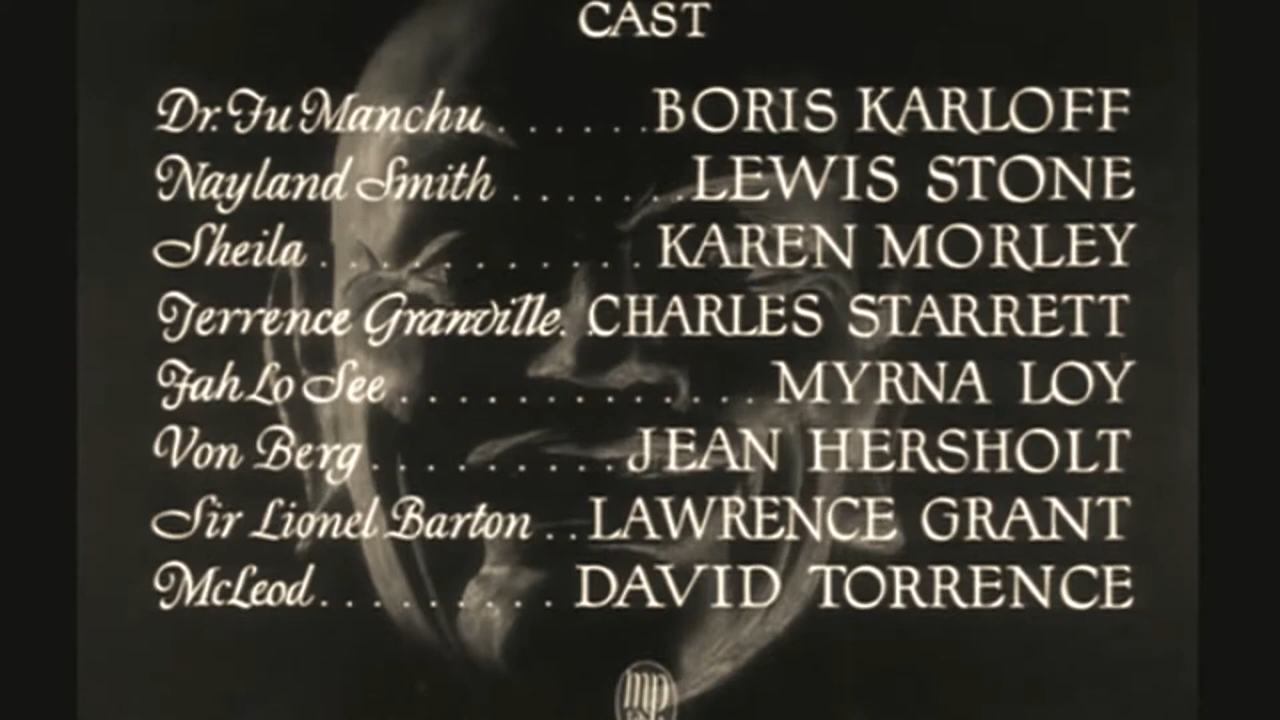 CAST
Dr. Fu Manchu . . . . . . BORIS KARLOFF
Nayland Smith . . . . . . . LEWIS STONE
Sheila . . . . . . . . . . . . KAREN MORLEY
Terrence Granville . . CHARLES STARRETT
Fah Lo See . . . . . . . . . . . . . MYRNA LOY
Von Berg . . . . . . . . . . JEAN HERSHOLT
Sir Lionel Barton . . LAWRENCE GRANT
McLeod . . . . . . . . . DAVID TORRENCE